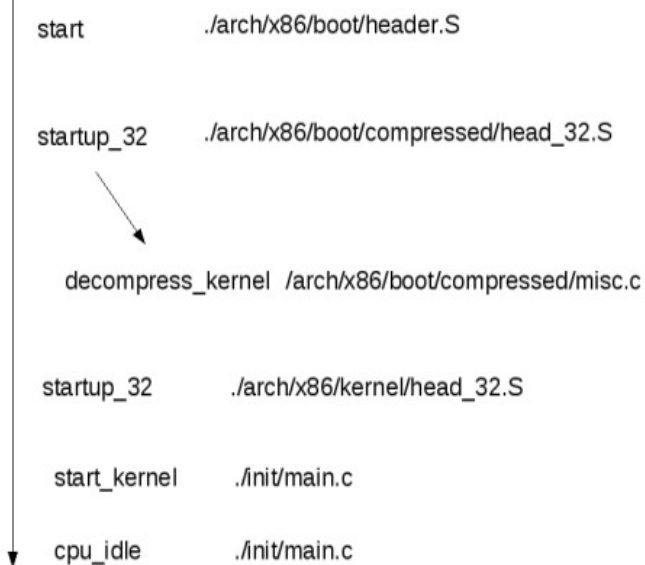 start ./arch/x86/boot/header.S
startup_32 ./arch/x86/boot/compressed/head_32.S
decompress_kernel /arch/x86/boot/compressed/misc.c
startup_32 ./arch/x86/kernel/head_32.S
start_kernel ./init/main.c
cpu_idle ./init/main.c